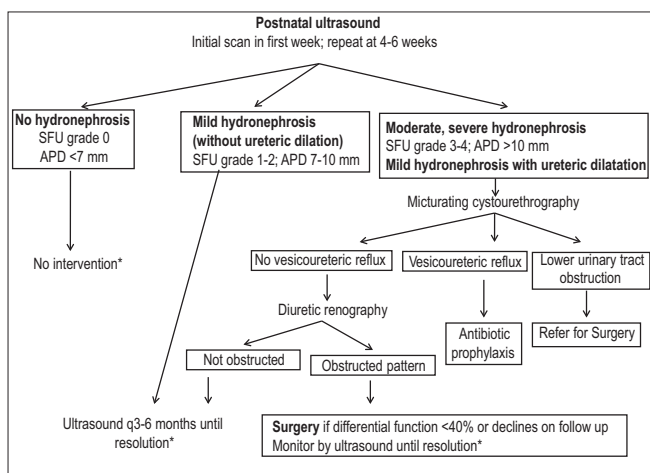 Postnatal ultrasound
Initial scan in first week; repeat at 4-6 weeks
No hydronephrosis
SFU grade 0
APD <7 mm
Mild hydronephrosis
(without ureteric dilation)
SFU grade 1-2; APD 7-10 mm
Moderate, severe hydronephrosis
SFU grade 3-4; APD >10 mm
Mild hydronephrosis with ureteric dilatation
Micturating cystourethrography
No intervention*
No vesicoureteric reflux
Vesicoureteric reflux
Lower urinary tract
obstruction
Diuretic renography
Antibiotic
prophylaxis
Refer for Surgery
Not obstructed
Obstructed pattern
Ultrasound q3-6 months until
resolution*
Surgery if differential function <40% or declines on follow up
Monitor by ultrasound until resolution*